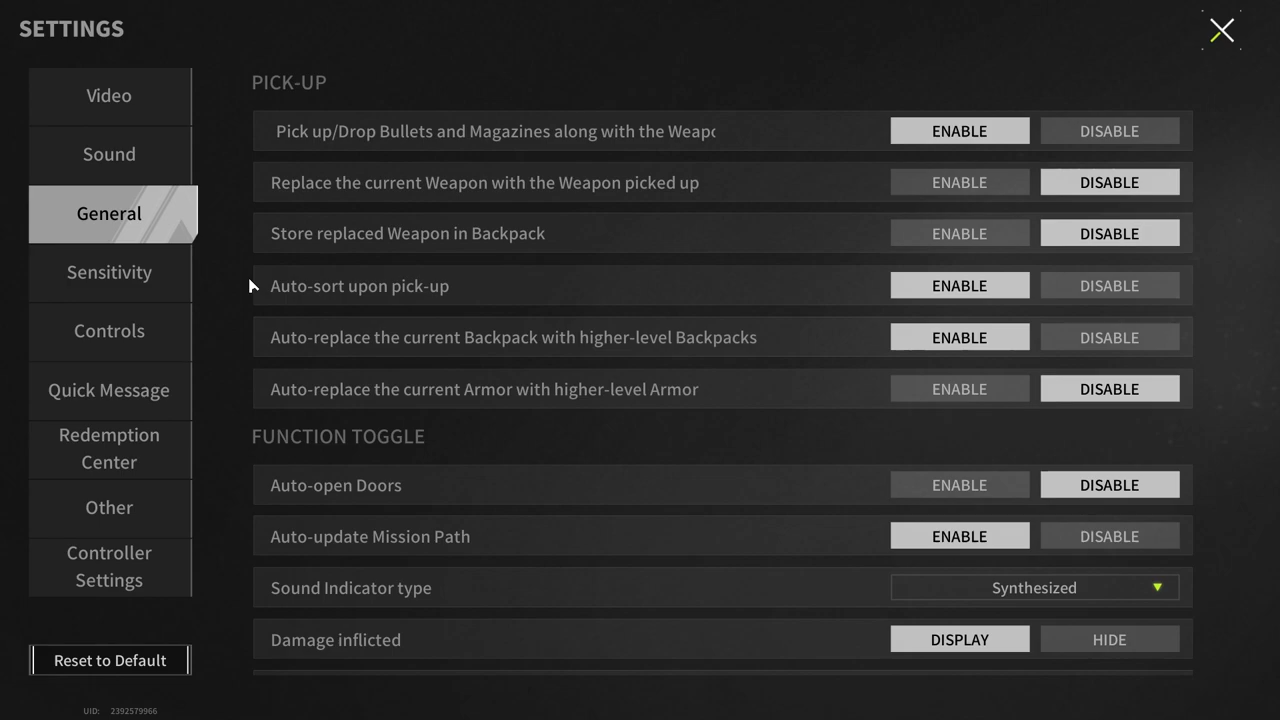 SETTINGS
Video
Sound
General
Sensitivity
Controls
Quick Message
Redemption
Center
Other
Controller
Settings
Reset to Default
UID: 2392579966
PICK-UP
Pick up/Drop Bullets and Magazines along with the Weapo ENABLE DISABLE
Replace the current Weapon with the Weapon picked up ENABLE DISABLE
Store replaced Weapon in Backpack ENABLE DISABLE
Auto-sort upon pick-up ENABLE DISABLE
Auto-replace the current Backpack with higher-level Backpacks ENABLE DISABLE
Auto-replace the current Armor with higher-level Armor ENABLE DISABLE
FUNCTION TOGGLE
Auto-open Doors ENABLE DISABLE
Auto-update Mission Path ENABLE DISABLE
Sound Indicator type Synthesized
Damage inflicted DISPLAY HIDE